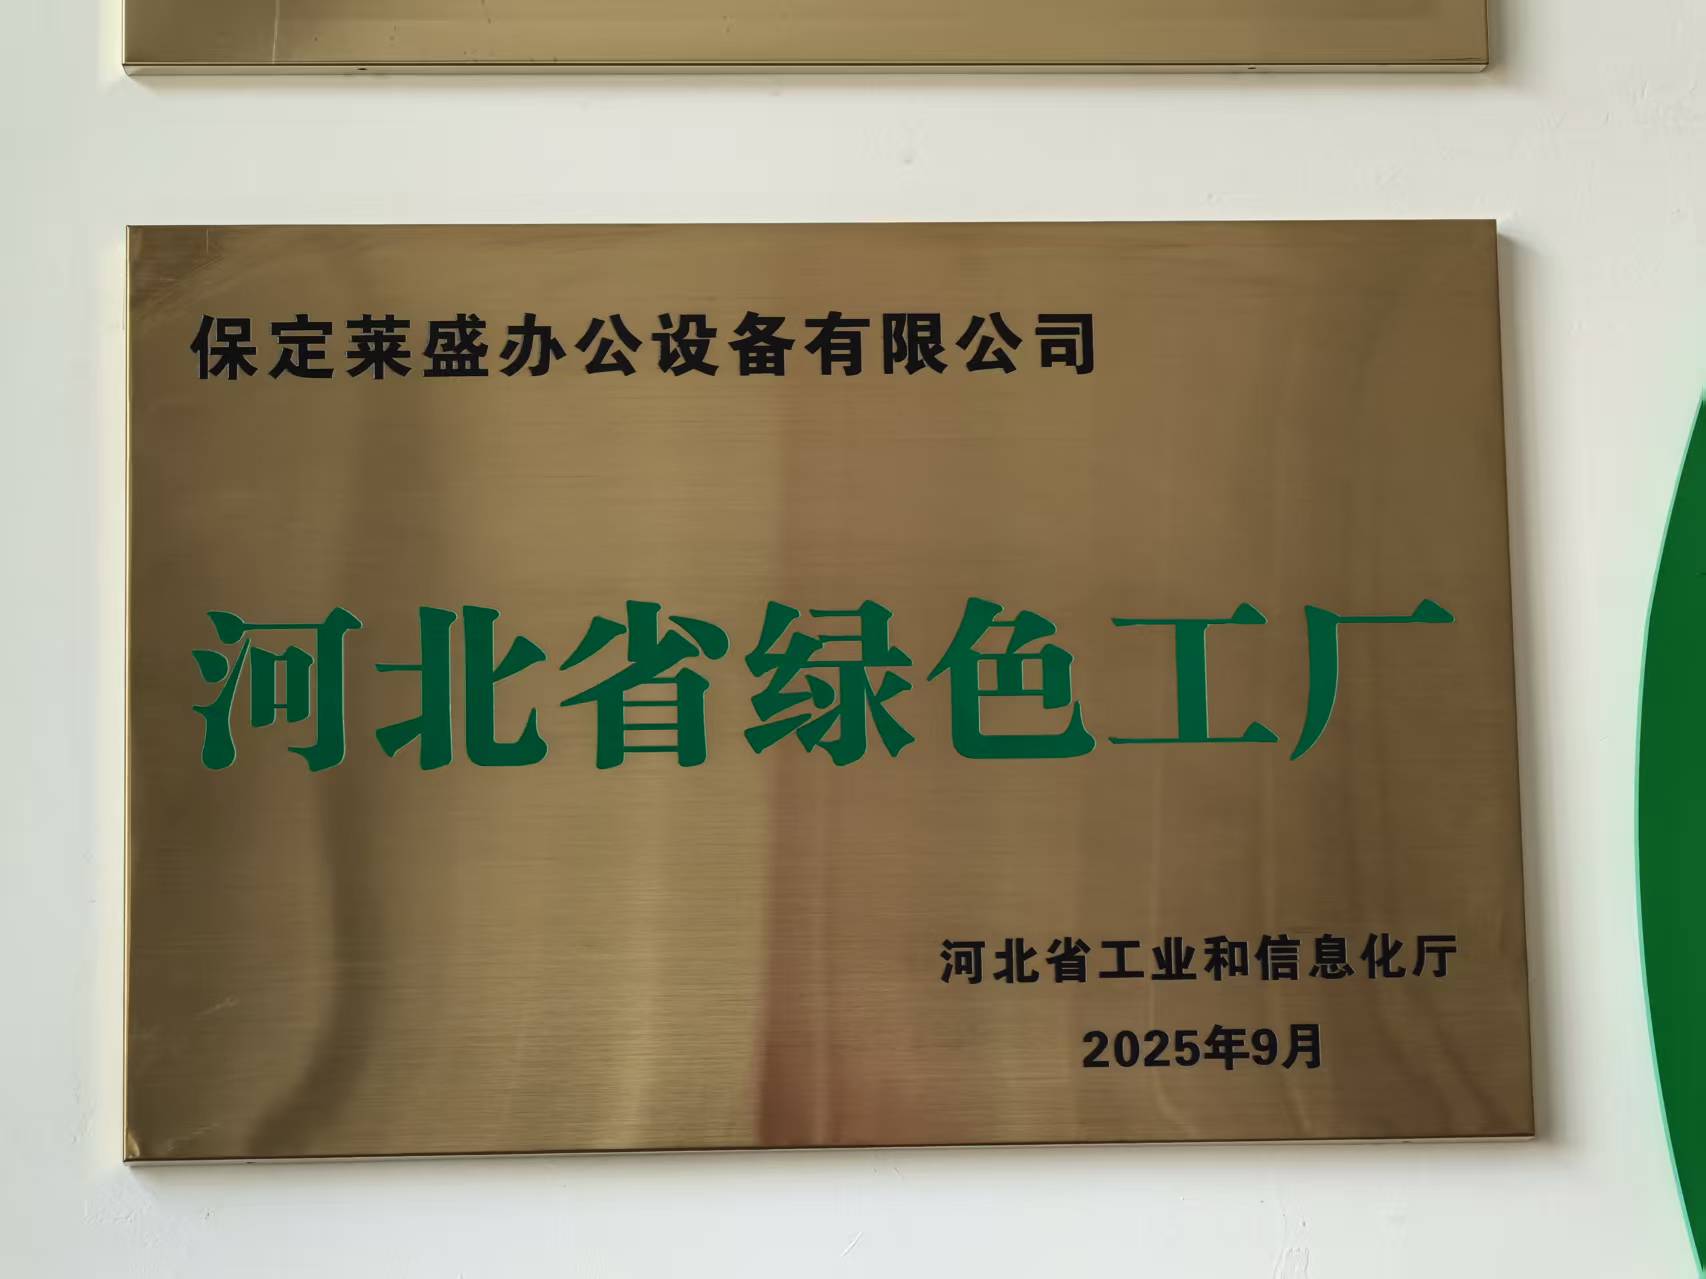 保定莱盛办公设备有限公司
河北省绿色工厂
河北省工业和信息化厅
2025年9月